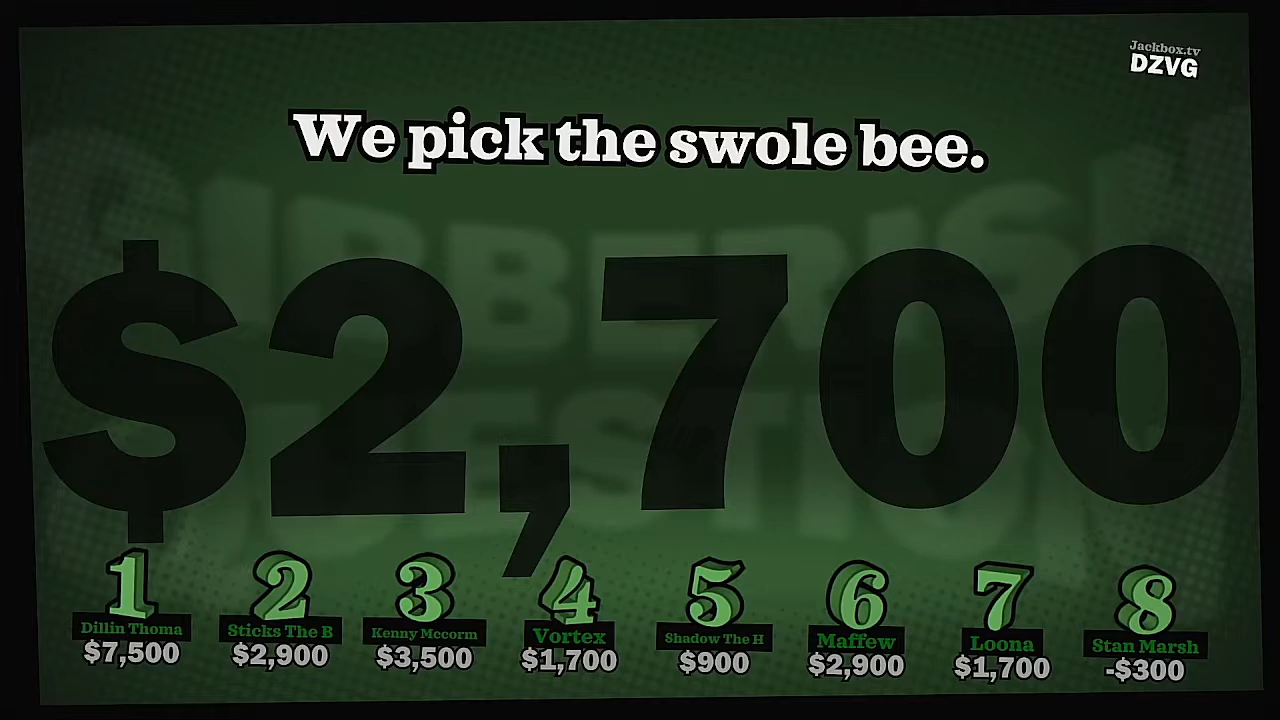 Jackbox.tv
DZVG
We pick the swole bee.
GIBBERISH
QUESTION
$2,700
1 2 3 4 5 6 7 8
Dillin Thoma Sticks The B Kenny Mccorm Vortex Shadow The H Maffew Loona Stan Marsh
$7,500 $2,900 $3,500 $1,700 $900 $2,900 $1,700 -$300